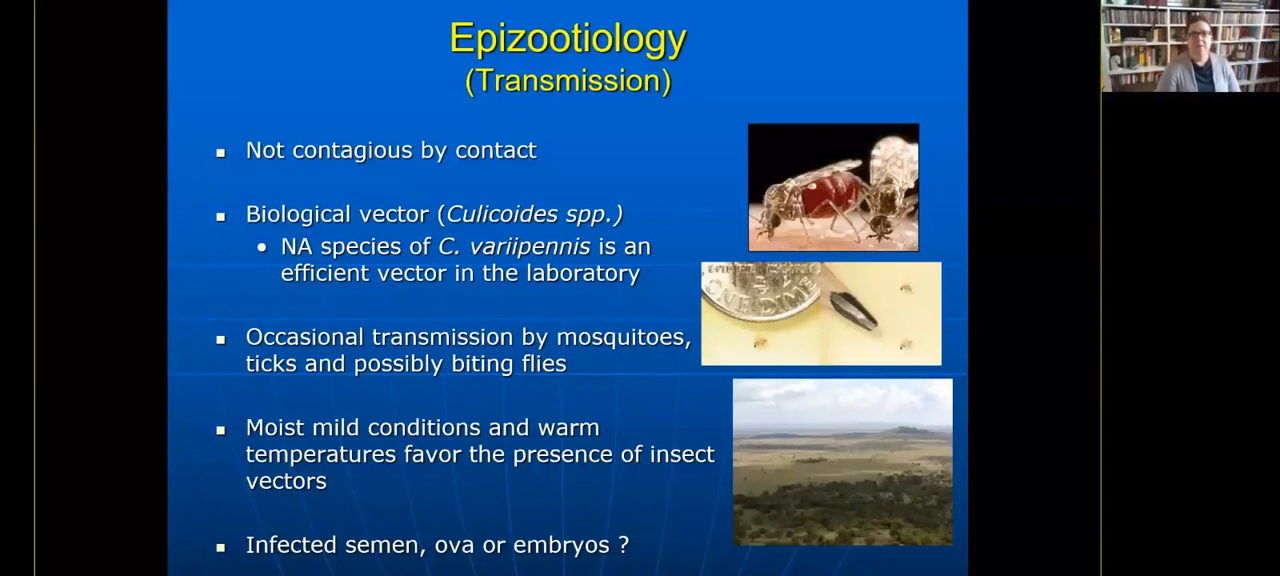 Epizootiology
(Transmission)
Not contagious by contact
Biological vector (Culicoides spp.)
NA species of C. variipennis is an
efficient vector in the laboratory
Occasional transmission by mosquitoes,
ticks and possibly biting flies
Moist mild conditions and warm
temperatures favor the presence of insect
vectors
Infected semen, ova or embryos ?
ONE DIME